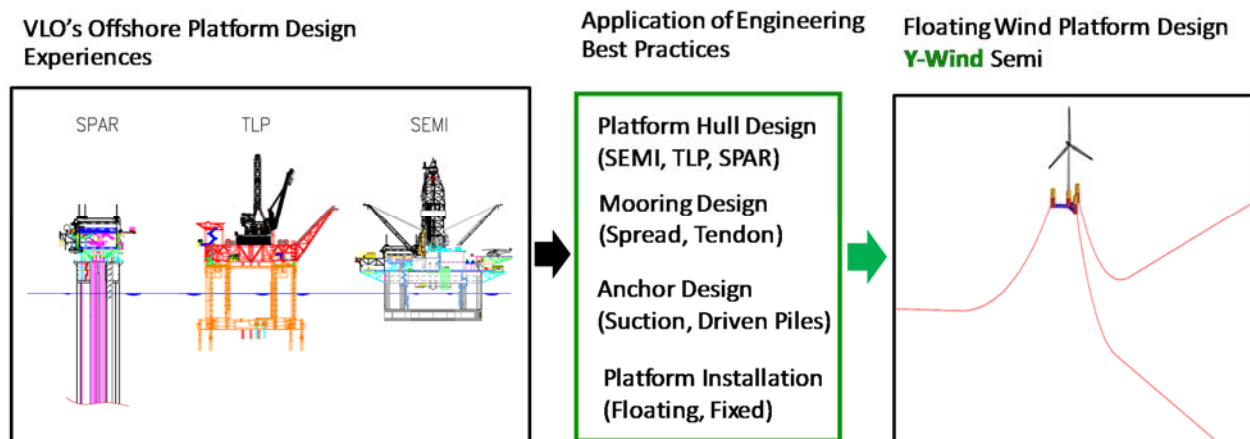 VLO's Offshore Platform Design
Experiences
SPAR
TLP
SEMI
Application of Engineering
Best Practices
Platform Hull Design
(SEMI, TLP, SPAR)
Mooring Design
(Spread, Tendon)
Anchor Design
(Suction, Driven Piles)
Platform Installation
(Floating, Fixed)
Floating Wind Platform Design
Y-Wind Semi